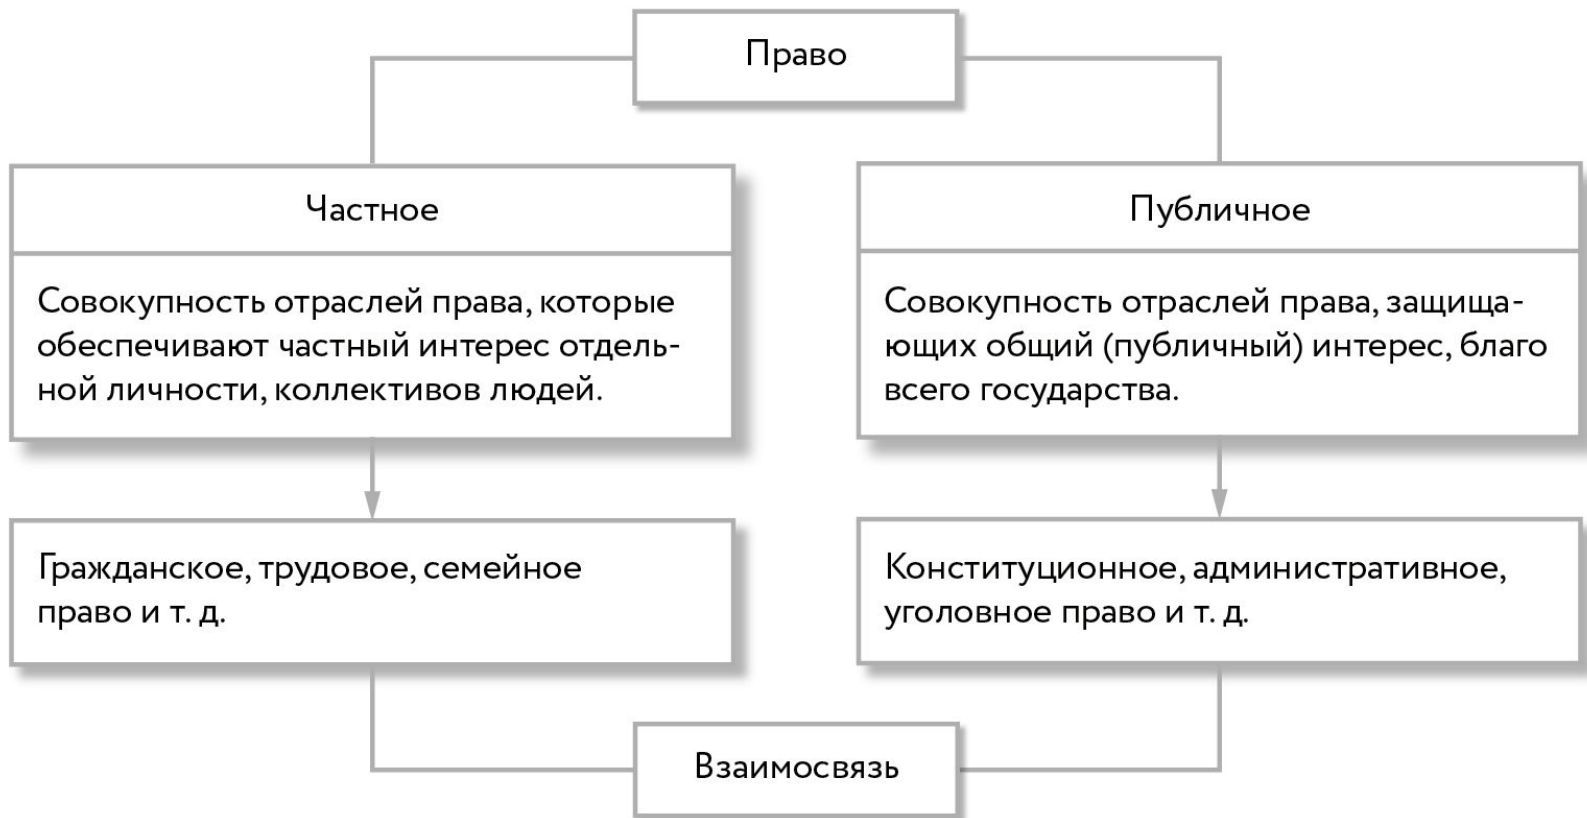 Право
Частное
Совокупность отраслей права, которые
обеспечивают частный интерес отдель-
ной личности, коллективов людей.
Публичное
Совокупность отраслей права, защища-
ющих общий (публичный) интерес, благо
всего государства.
Гражданское, трудовое, семейное
право и т. д.
Конституционное, административное,
уголовное право и т. д.
Взаимосвязь